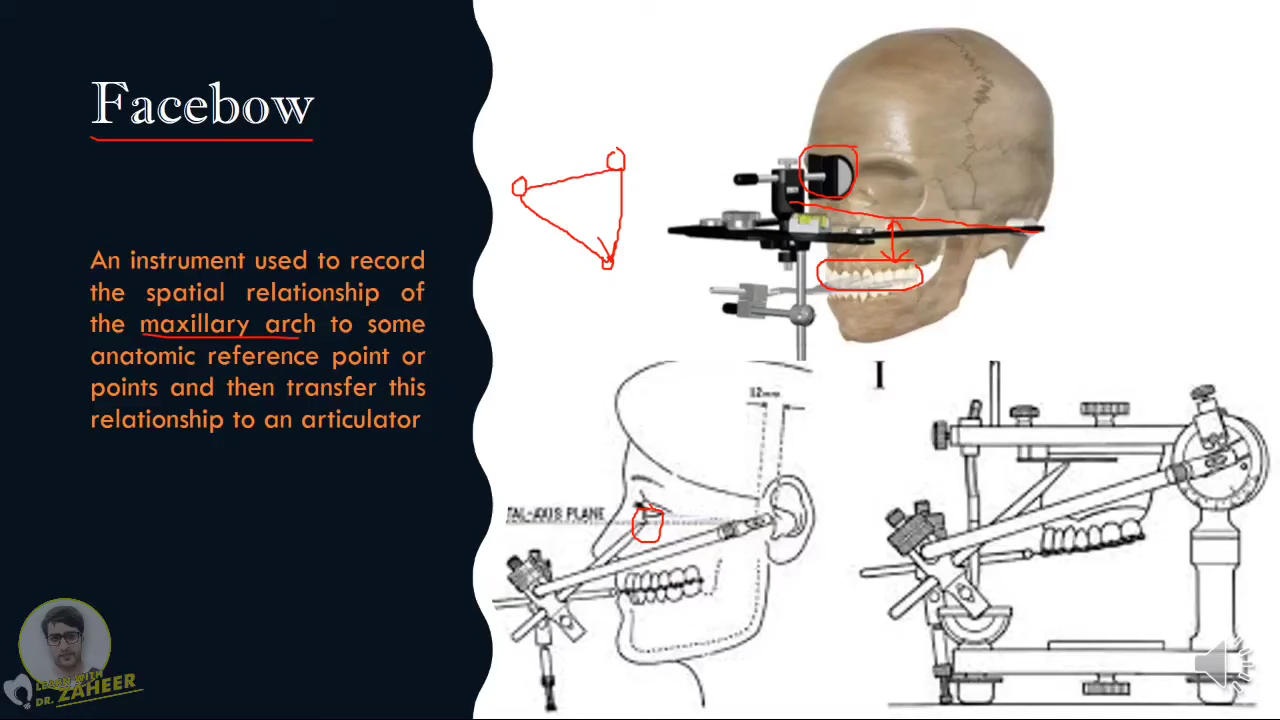 Facebow
An instrument used to record
the spatial relationship of
the maxillary arch to some
anatomic reference point or
points and then transfer this
relationship to an articulator
I
12mm
TAL-AXIS PLANE
LEARN WITH
DR. ZAHEER